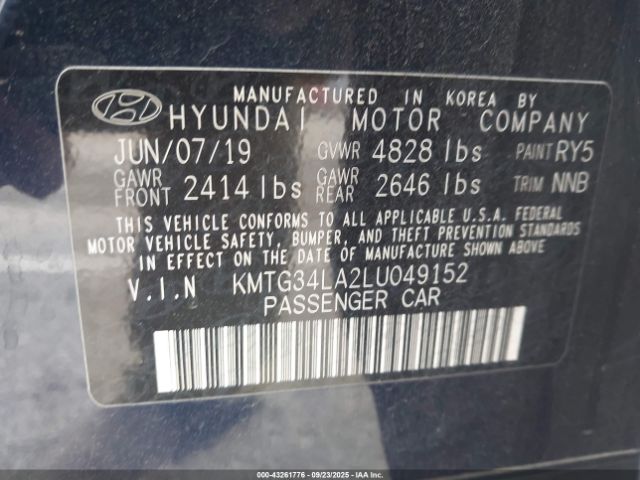 MANUFACTURED IN KOREA BY
HYUNDAI MOTOR COMPANY
JUN/07/19 GVWR 4828 lbs PAINT RY5
GAWR FRONT 2414 lbs GAWR REAR 2646 lbs TRIM NNB
THIS VEHICLE CONFORMS TO ALL APPLICABLE U.S.A. FEDERAL
MOTOR VEHICLE SAFETY, BUMPER, AND THEFT PREVENTION STANDARDS
IN EFFECT ON THE DATE OF MANUFACTURE SHOWN ABOVE.
V.I.N KMTG34LA2LU049152
PASSENGER CAR
000-43261776 - 09/23/2025 - IAAI.COM